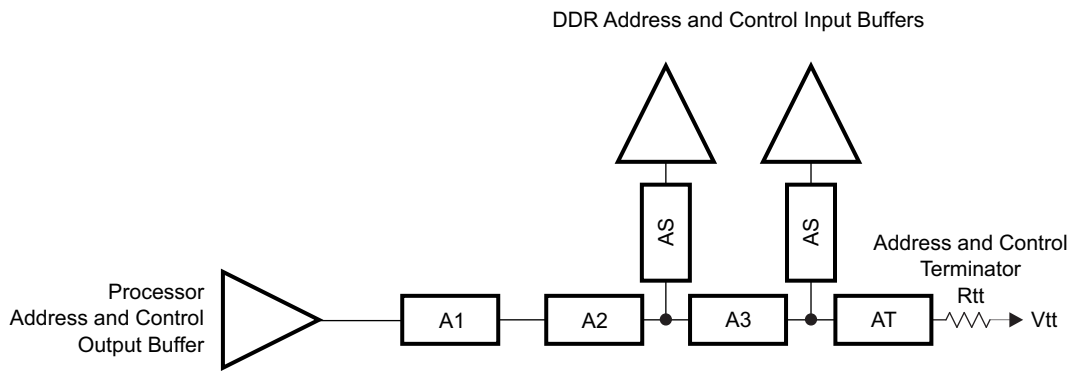 DDR Address and Control Input Buffers
AS
AS
Address and Control
Terminator
Rtt
Processor
Address and Control
Output Buffer
A1
A2
A3
AT
Vtt